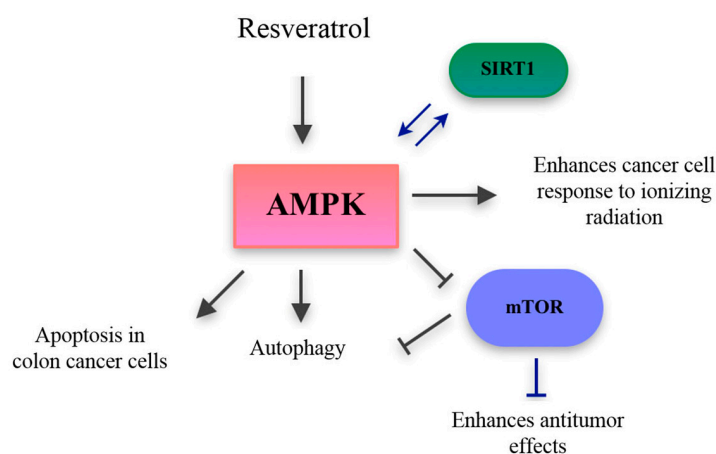 Resveratrol
SIRT1
AMPK
Enhances cancer cell
response to ionizing
radiation
mTOR
Apoptosis in
colon cancer cells
Autophagy
Enhances antitumor
effects